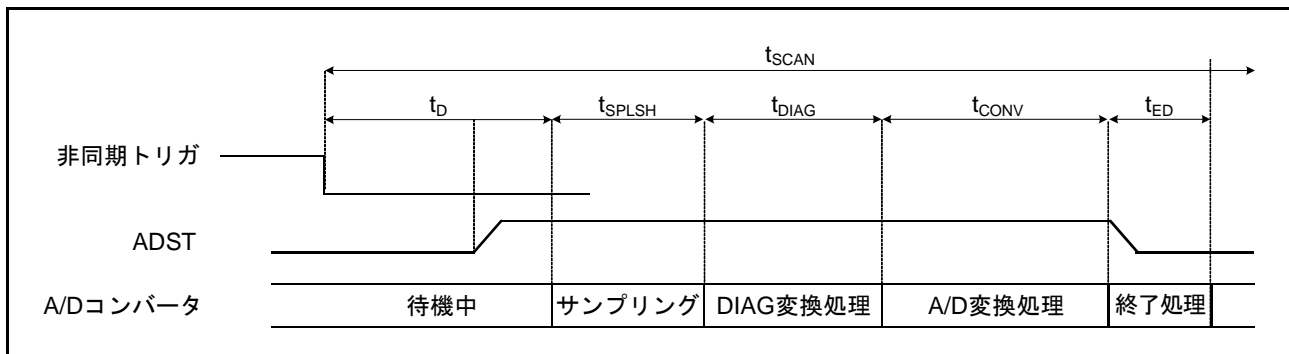 tSCAN
tD tSPLSH tDIAG tCONV tED
非同期トリガ
ADST
A/Dコンバータ 待機中 サンプリング DIAG変換処理 A/D変換処理 終了処理